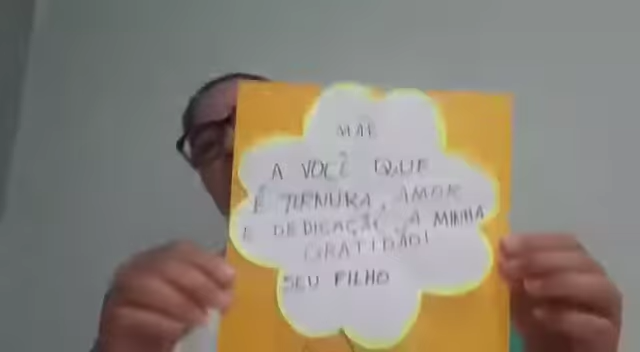 MÃE
A VOCÊ QUE
É TERNURA, AMOR
E DEDICAÇÃO, A MINHA
GRATIDÃO!
SEU FILHO